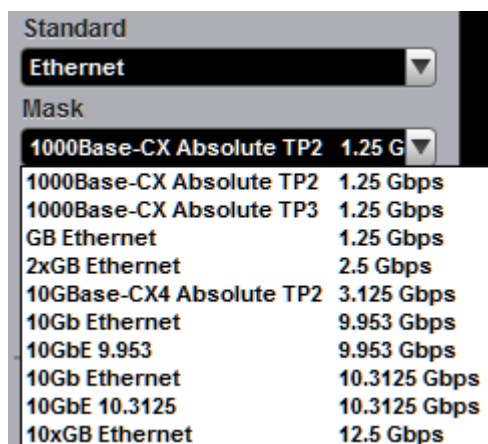 Standard
Ethernet
Mask
1000Base-CX Absolute TP2 1.25 G
1000Base-CX Absolute TP2 1.25 Gbps
1000Base-CX Absolute TP3 1.25 Gbps
GB Ethernet 1.25 Gbps
2xGB Ethernet 2.5 Gbps
10GBase-CX4 Absolute TP2 3.125 Gbps
10Gb Ethernet 9.953 Gbps
10GbE 9.953 9.953 Gbps
10Gb Ethernet 10.3125 Gbps
10GbE 10.3125 10.3125 Gbps
10xGB Ethernet 12.5 Gbps